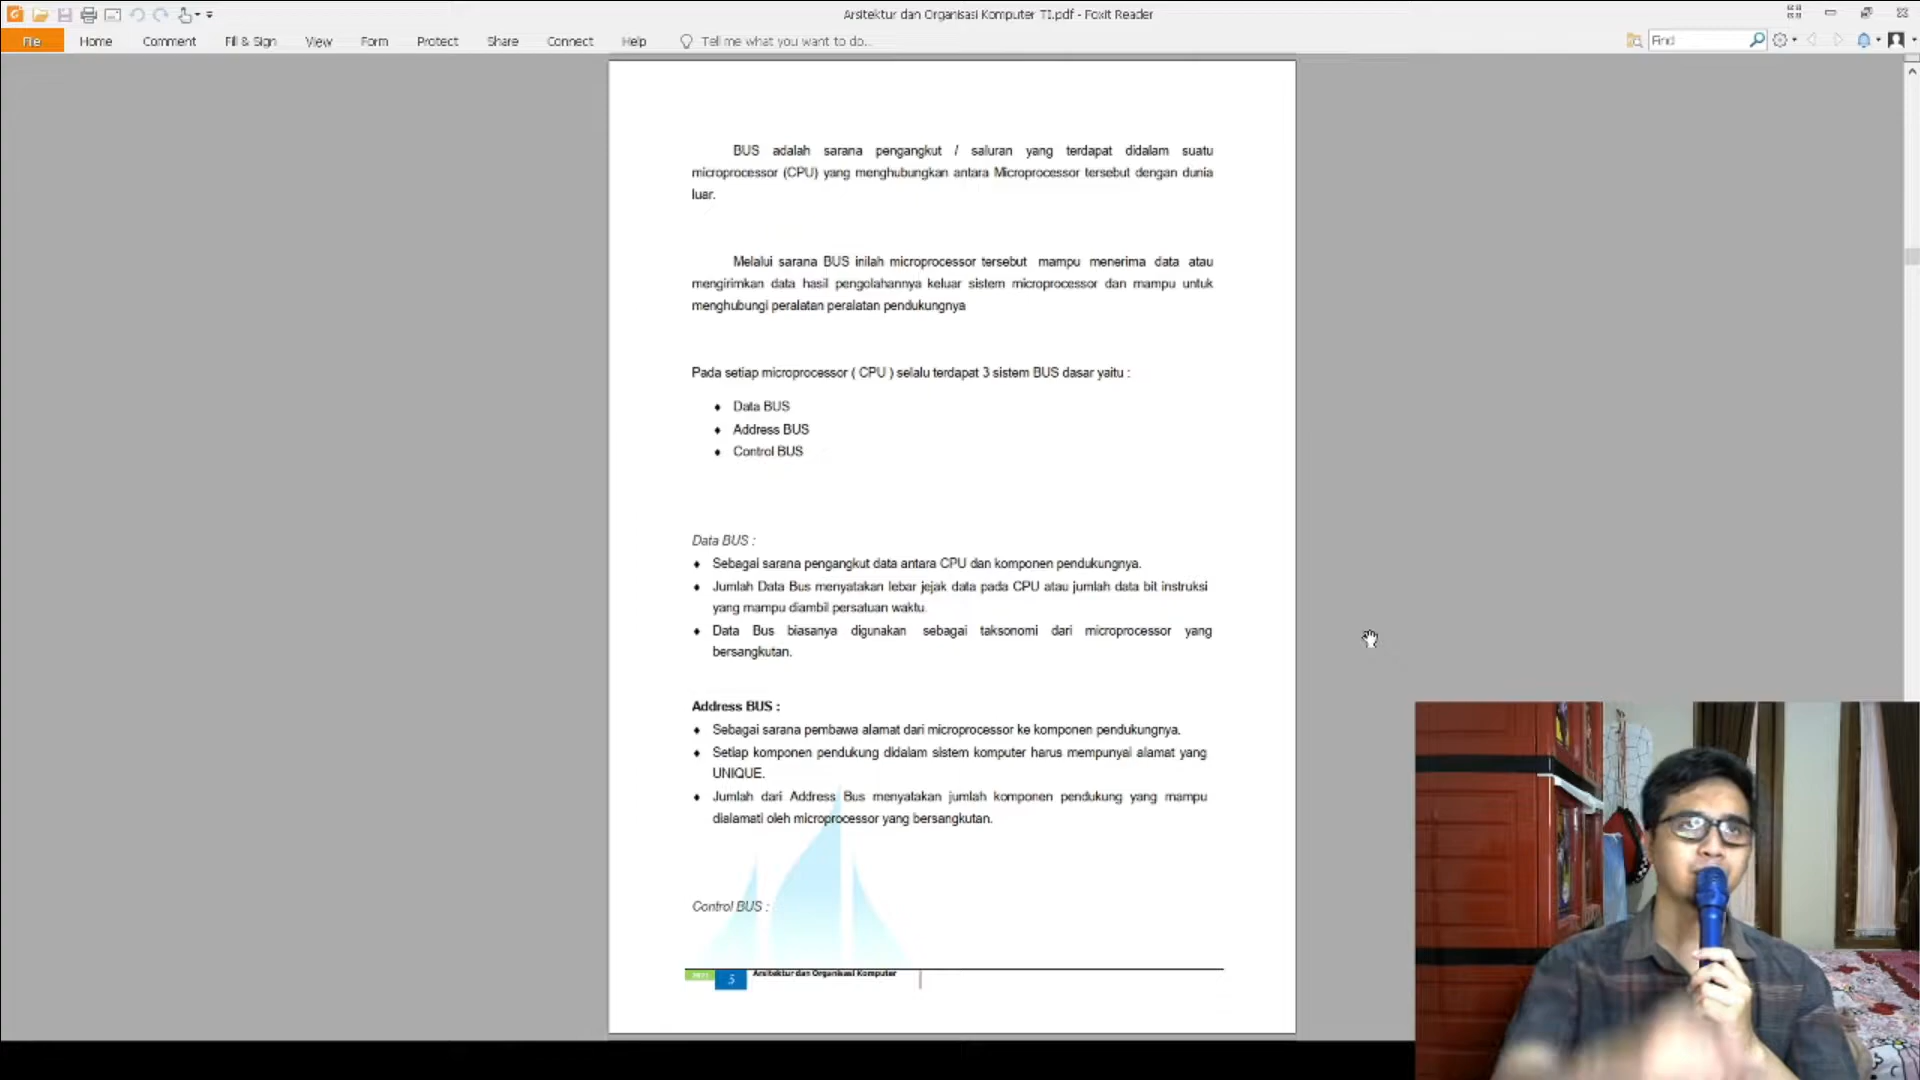 Arsitektur dan Organisasi Komputer TI.pdf - Foxit Reader
File Home Comment Fill & Sign View Form Protect Share Connect Help Tell me what you want to do... Find
BUS adalah sarana pengangkut / saluran yang terdapat didalam suatu
microprocessor (CPU) yang menghubungkan antara Microprocessor tersebut dengan dunia
luar.
Melalui sarana BUS inilah microprocessor tersebut mampu menerima data atau
mengirimkan data hasil pengolahannya keluar sistem microprocessor dan mampu untuk
menghubungi peralatan peralatan pendukungnya
Pada setiap microprocessor ( CPU ) selalu terdapat 3 sistem BUS dasar yaitu :
♦ Data BUS
♦ Address BUS
♦ Control BUS
Data BUS :
♦ Sebagai sarana pengangkut data antara CPU dan komponen pendukungnya.
♦ Jumlah Data Bus menyatakan lebar jejak data pada CPU atau jumlah data bit instruksi
yang mampu diambil persatuan waktu.
♦ Data Bus biasanya digunakan sebagai taksonomi dari microprocessor yang
bersangkutan.
Address BUS :
♦ Sebagai sarana pembawa alamat dari microprocessor ke komponen pendukungnya.
♦ Setiap komponen pendukung didalam sistem komputer harus mempunyai alamat yang
UNIQUE.
♦ Jumlah dari Address Bus menyatakan jumlah komponen pendukung yang mampu
dialamati oleh microprocessor yang bersangkutan.
Control BUS :
5 Arsitektur dan Organisasi Komputer